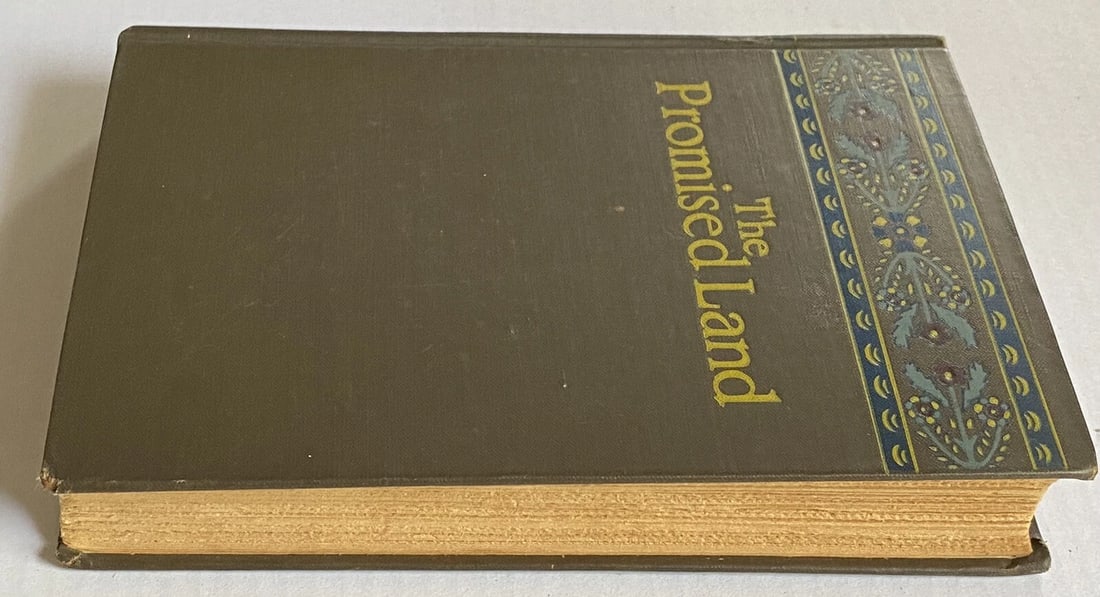 The
Promised Land